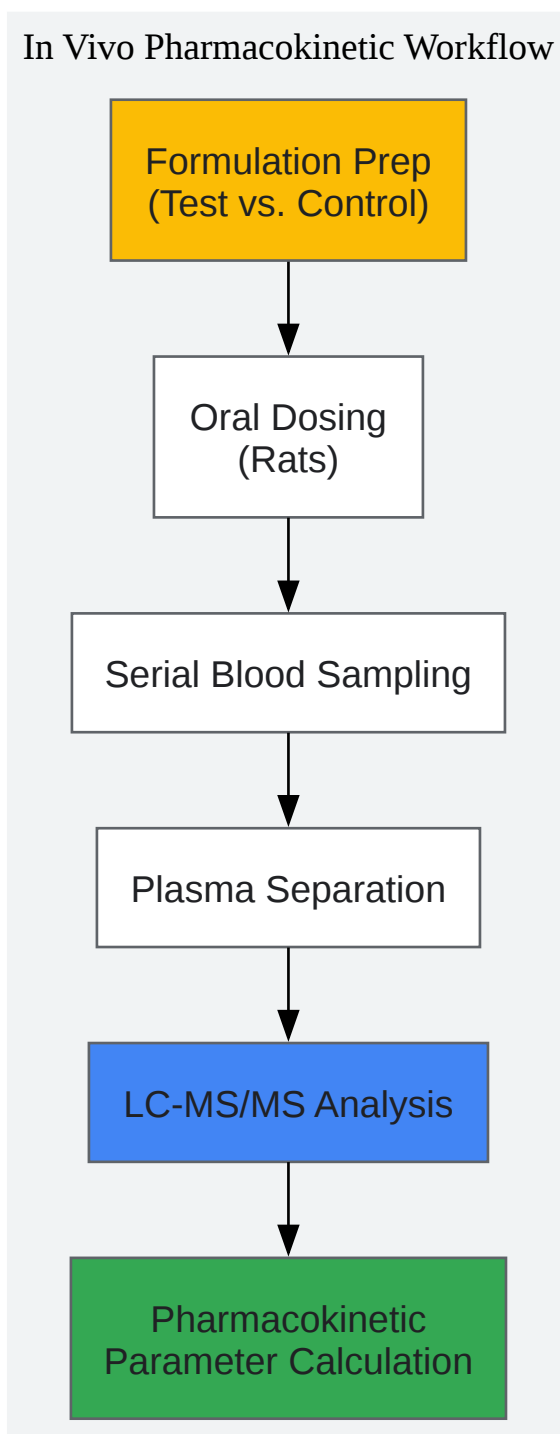 In Vivo Pharmacokinetic Workflow
Formulation Prep
(Test vs. Control)
Oral Dosing
(Rats)
Serial Blood Sampling
Plasma Separation
LC-MS/MS Analysis
Pharmacokinetic
Parameter Calculation